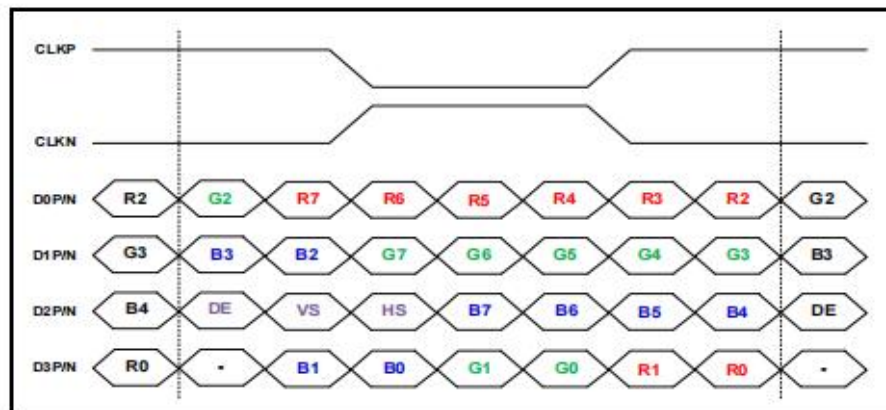 CLKP
CLKN
D0P/N R2 G2 R7 R6 R5 R4 R3 R2 G2
D1P/N G3 B3 B2 G7 G6 G5 G4 G3 B3
D2P/N B4 DE VS HS B7 B6 B5 B4 DE
D3P/N R0 - B1 B0 G1 G0 R1 R0 -